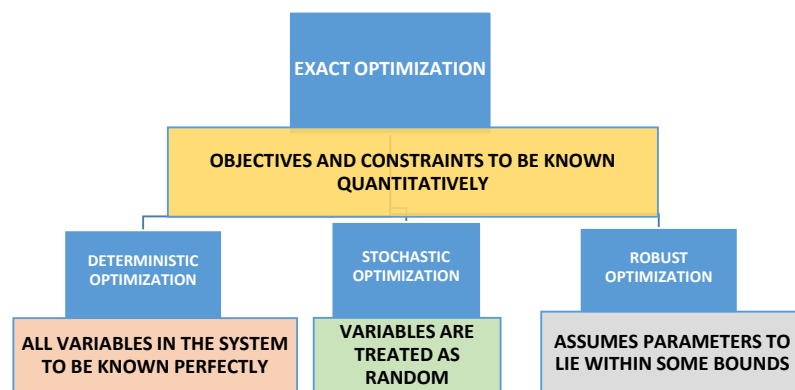 EXACT OPTIMIZATION
OBJECTIVES AND CONSTRAINTS TO BE KNOWN
QUANTITATIVELY
DETERMINISTIC
OPTIMIZATION
STOCHASTIC
OPTIMIZATION
ROBUST
OPTIMIZATION
ALL VARIABLES IN THE SYSTEM
TO BE KNOWN PERFECTLY
VARIABLES ARE
TREATED AS
RANDOM
ASSUMES PARAMETERS TO
LIE WITHIN SOME BOUNDS